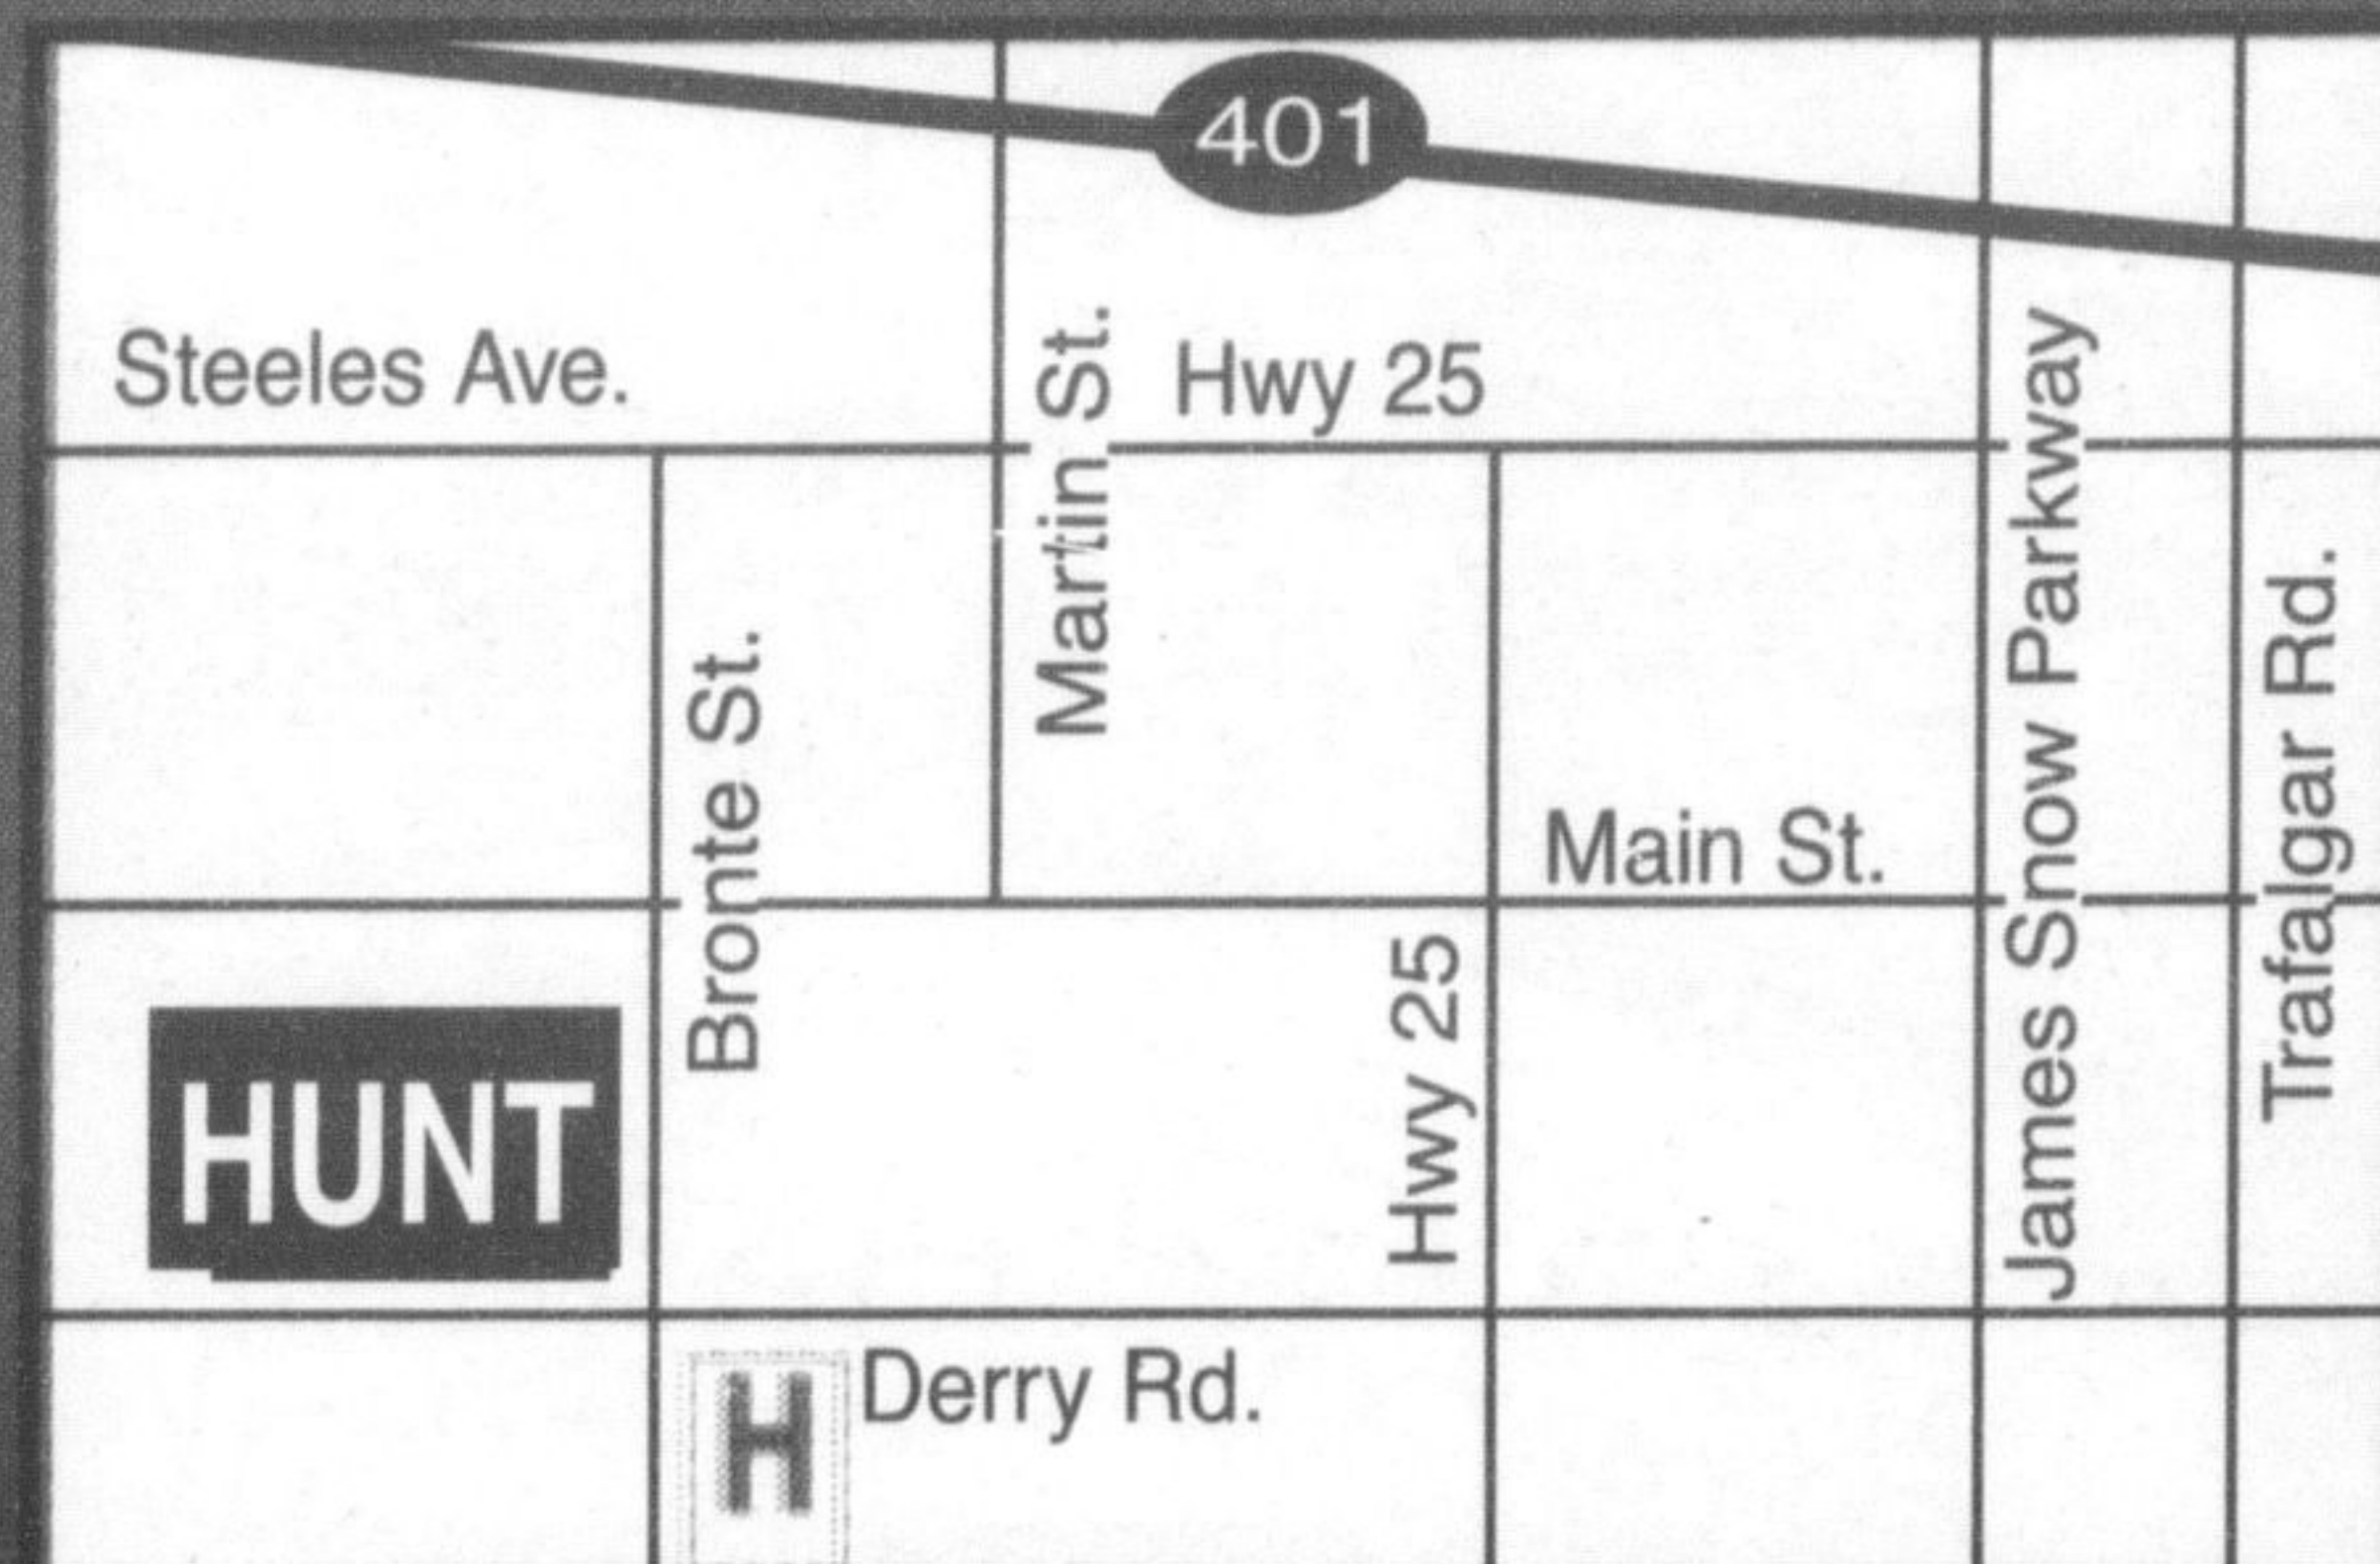 401
Steeles Ave.
Martin St.
Hwy 25
James Snow Parkway
Trafalgar Rd.
Bronte St.
Main St.
Hwy 25
HUNT
H
Derry Rd.